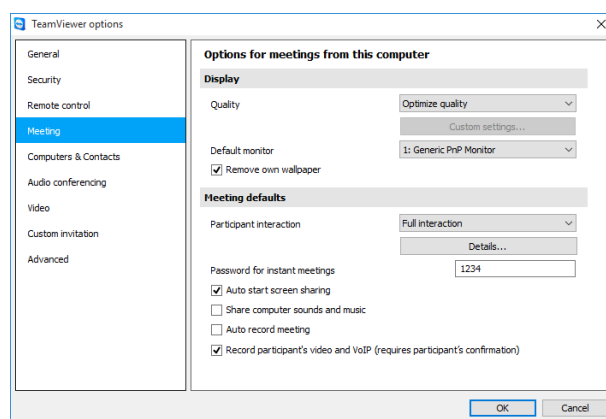 TeamViewer options
General
Security
Remote control
Meeting
Computers & Contacts
Audio conferencing
Video
Custom invitation
Advanced
Options for meetings from this computer
Display
Quality
Optimize quality
Custom settings...
Default monitor
1: Generic PnP Monitor
Remove own wallpaper
Meeting defaults
Participant interaction
Full interaction
Details...
Password for instant meetings
1234
Auto start screen sharing
Share computer sounds and music
Auto record meeting
Record participant's video and VoIP (requires participant's confirmation)
OK
Cancel